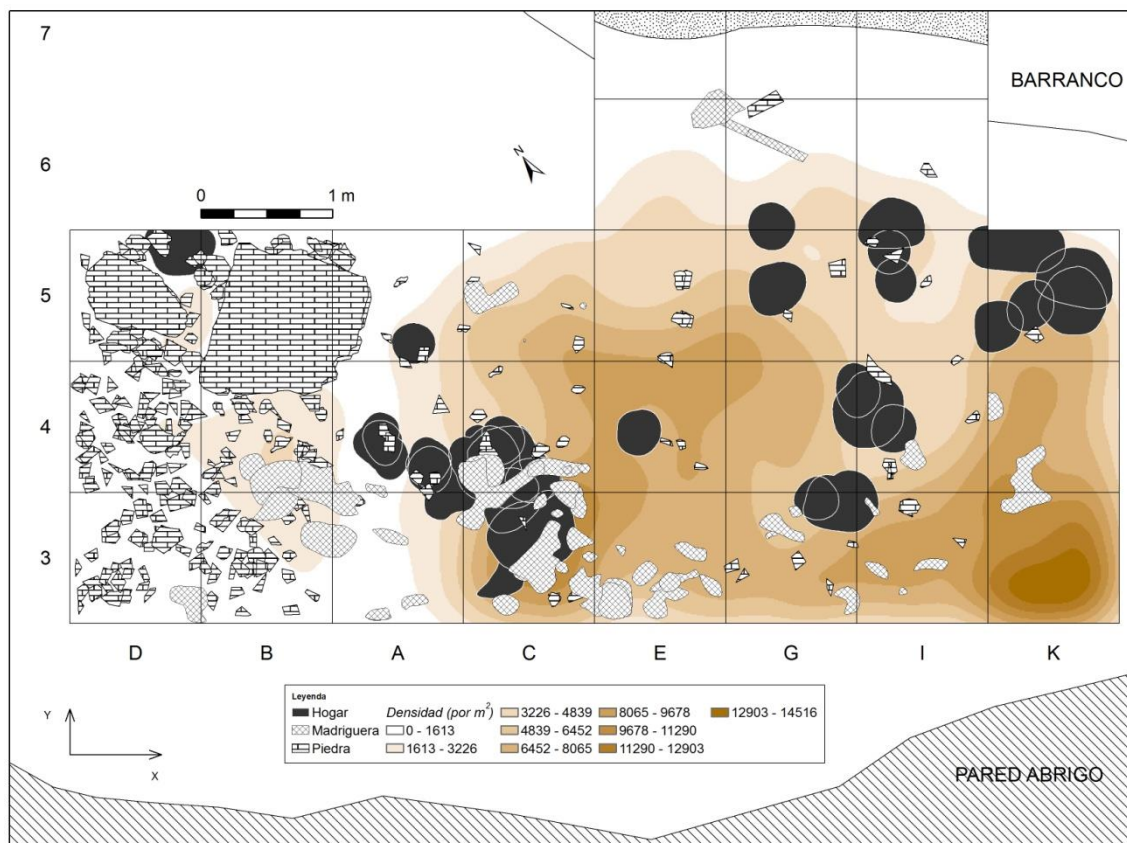 7
BARRANCO
6
N
0 1 m
5
4
3
D B A C E G I K
Leyenda
Hogar
Madriguera
Piedra
Densidad (por m²)
0 - 1613
1613 - 3226
3226 - 4839
4839 - 6452
6452 - 8065
8065 - 9678
9678 - 11290
11290 - 12903
12903 - 14516
Y
X
PARED ABRIGO